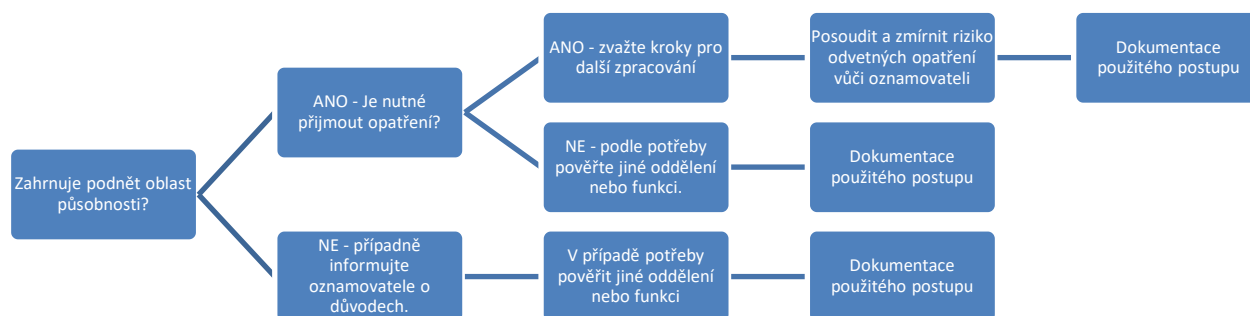 Zahrnuje podnět oblast
působnosti?
ANO - Je nutné
přijmout opatření?
ANO - zvažte kroky pro
další zpracování
Posoudit a zmírnit riziko
odvetných opatření
vůči oznamovateli
Dokumentace
použitého postupu
NE - podle potřeby
pověřte jiné oddělení
nebo funkci.
Dokumentace
použitého postupu
NE - případně
informujte
oznamovatele o
důvodech.
V případě potřeby
pověřit jiné oddělení
nebo funkci
Dokumentace
použitého postupu